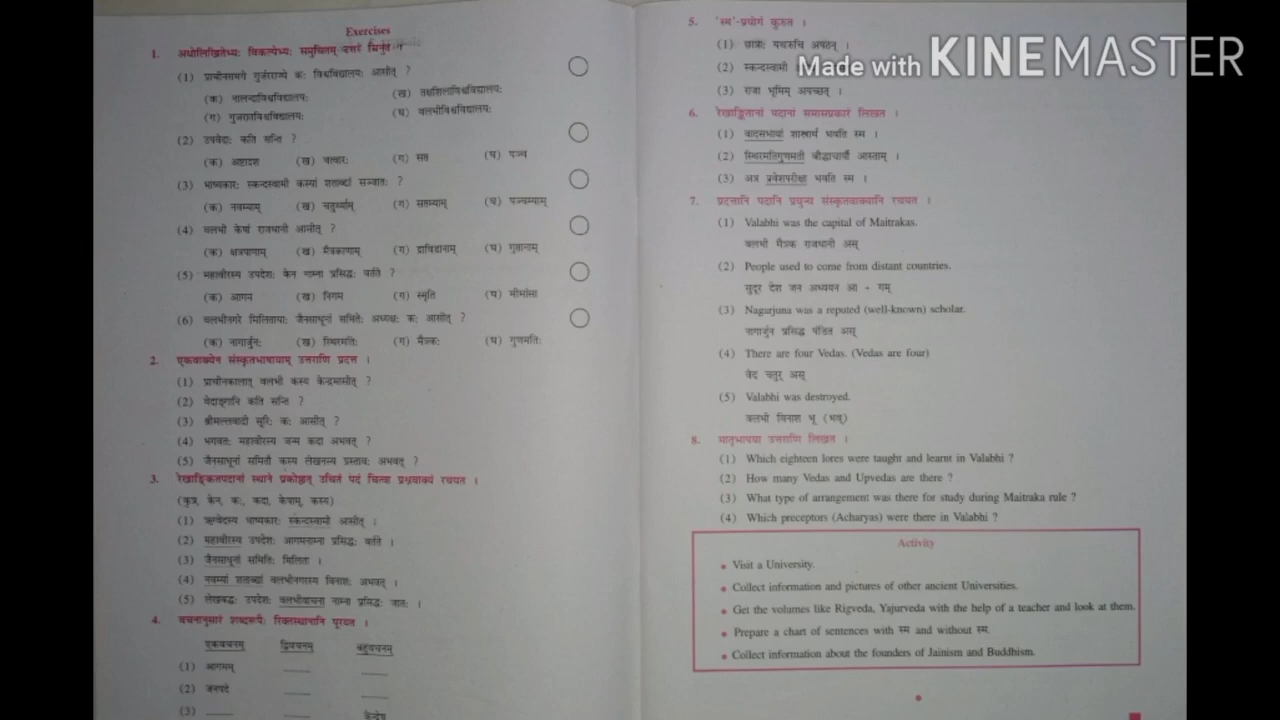 Exercises
1. अधोलिखितेभ्यः विकल्पेभ्यः समुचितम् उत्तरं चिनुत ।
(1) प्राचीनसमये गुर्जरराज्ये कः विश्वविद्यालयः आसीत् ?
(क) नालन्दाविश्वविद्यालयः (ख) तक्षशिलाविश्वविद्यालयः
(ग) गुजरातविश्वविद्यालयः (घ) वलभीविश्वविद्यालयः
(2) उपवेदाः कति सन्ति ?
(क) अष्टादश (ख) चत्वारः (ग) सप्त (घ) पञ्च
(3) भाष्यकारः स्कन्दस्वामी कस्यां शताब्द्यां सञ्जातः ?
(क) नवम्याम् (ख) चतुर्थ्याम् (ग) सप्तम्याम् (घ) पञ्चम्याम्
(4) वलभी केषां राजधानी आसीत् ?
(क) क्षत्रपाणाम् (ख) मैत्रकाणाम् (ग) द्राविडानाम् (घ) गुप्तानाम्
(5) महावीरस्य उपदेशः केन नाम्ना प्रसिद्धः वर्तते ?
(क) आगम (ख) निगम (ग) स्मृति (घ) मीमांसा
(6) वलभीनगरे मिलितायाः जैनसाधूनां समितेः अध्यक्षः कः आसीत् ?
(क) नागार्जुनः (ख) स्थिरमतिः (ग) मैत्रकः (घ) गुणमतिः
2. एकवाक्येन संस्कृतभाषायाम् उत्तराणि प्रदत्त ।
(1) प्राचीनकालात् वलभी कस्य केन्द्रमासीत् ?
(2) वेदाङ्गानि कति सन्ति ?
(3) श्रीमल्लवादी सूरिः कः आसीत् ?
(4) भगवतः महावीरस्य जन्म कदा अभवत् ?
(5) जैनसाधूनां समितौ कस्य लेखनस्य प्रस्तावः अभवत् ?
3. रेखाङ्कितपदानां स्थाने प्रकोष्ठात् उचितं पदं चित्वा प्रश्नवाक्यं रचयत ।
(कुत्र, केन, कः, कदा, केषाम्, कस्य)
(1) ऋग्वेदस्य भाष्यकारः स्कन्दस्वामी आसीत् ।
(2) महावीरस्य उपदेशः आगमनाम्ना प्रसिद्धः वर्तते ।
(3) जैनसाधूनां समितिः मिलिता ।
(4) नवम्यां शताब्द्यां वलभीनगरस्य विनाशः अभवत् ।
(5) लेखबद्धः उपदेशः वलभीवाचना नाम्ना प्रसिद्धः जातः ।
4. वचनानुसारं शब्दरूपैः रिक्तस्थानानि पूरयत ।
एकवचनम् द्विवचनम् बहुवचनम्
(1) आगमम्
(2) जनपदे
(3) केन्द्रेषु
5. 'स्म'-प्रयोगं कुरुत ।
(1) छात्राः यथारुचि अपठन् ।
(2) स्कन्दस्वामी
(3) राजा भूमिम् अयच्छत् ।
6. रेखाङ्कितानां पदानां समासप्रकारं लिखत ।
(1) वादसभायां शास्त्रार्थः भवति स्म ।
(2) स्थिरमतिगुणमती बौद्धाचार्यौ आस्ताम् ।
(3) अत्र प्रवेशपरीक्षा भवति स्म ।
7. प्रदत्तानि पदानि प्रयुज्य संस्कृतवाक्यानि रचयत ।
(1) Valabhi was the capital of Maitrakas.
वलभी मैत्रक राजधानी अस्
(2) People used to come from distant countries.
सुदूर देश जन अध्ययन आ + गम्
(3) Nagarjuna was a reputed (well-known) scholar.
नागार्जुन प्रसिद्ध पंडित अस्
(4) There are four Vedas. (Vedas are four)
वेद चतुर् अस्
(5) Valabhi was destroyed.
वलभी विनाश भू (भव्)
8. मातृभाषया उत्तराणि लिखत ।
(1) Which eighteen lores were taught and learnt in Valabhi ?
(2) How many Vedas and Upvedas are there ?
(3) What type of arrangement was there for study during Maitraka rule ?
(4) Which preceptors (Acharyas) were there in Valabhi ?
Activity
• Visit a University.
• Collect information and pictures of other ancient Universities.
• Get the volumes like Rigveda, Yajurveda with the help of a teacher and look at them.
• Prepare a chart of sentences with स्म and without स्म.
• Collect information about the founders of Jainism and Buddhism.
Made with KINEMASTER